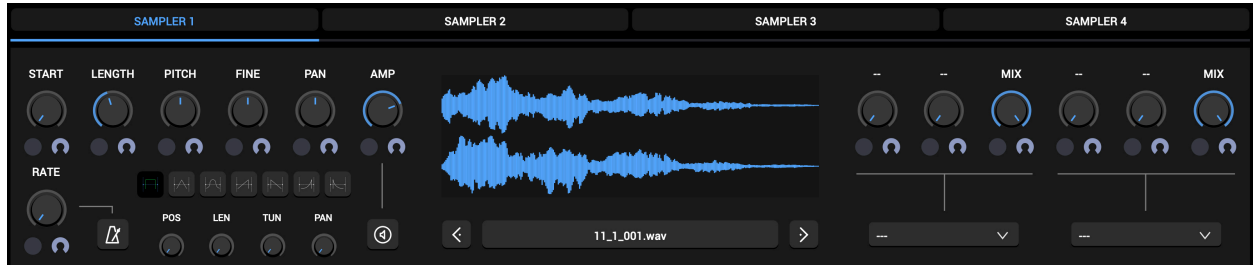 SAMPLER 1 SAMPLER 2 SAMPLER 3 SAMPLER 4
START LENGTH PITCH FINE PAN AMP -- -- MIX -- -- MIX
RATE
POS LEN TUN PAN
11_1_001.wav --- ---